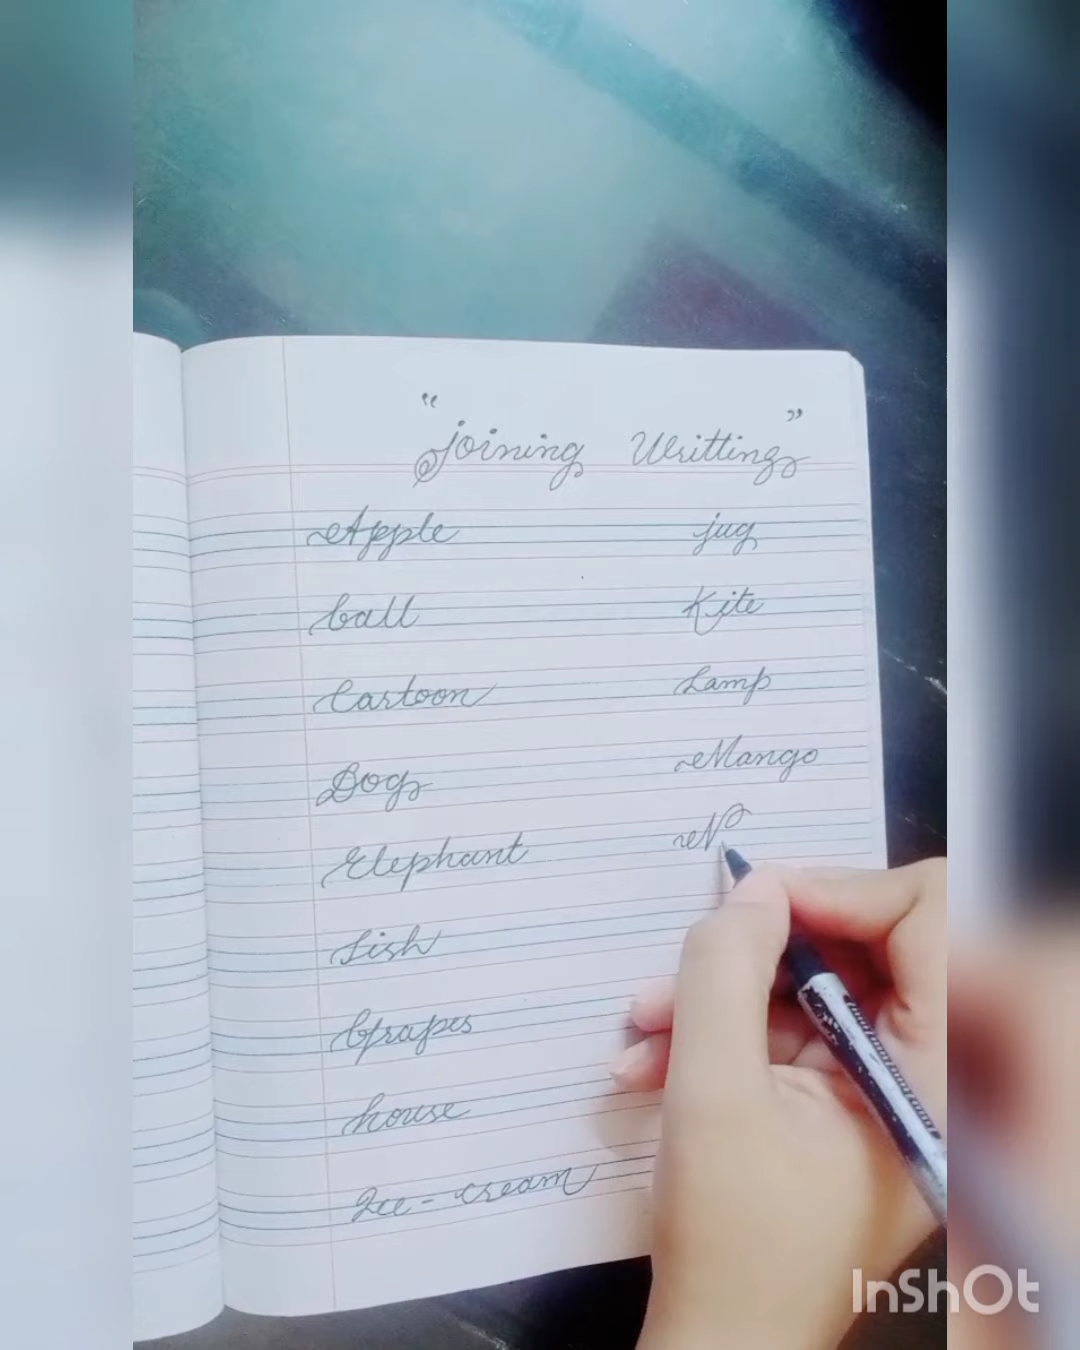 "joining Writting"
Apple
ball
Cartoon
Dog
Elephant
Fish
Grapes
house
Ice - cream
jug
Kite
Lamp
Mango
N
InShOt